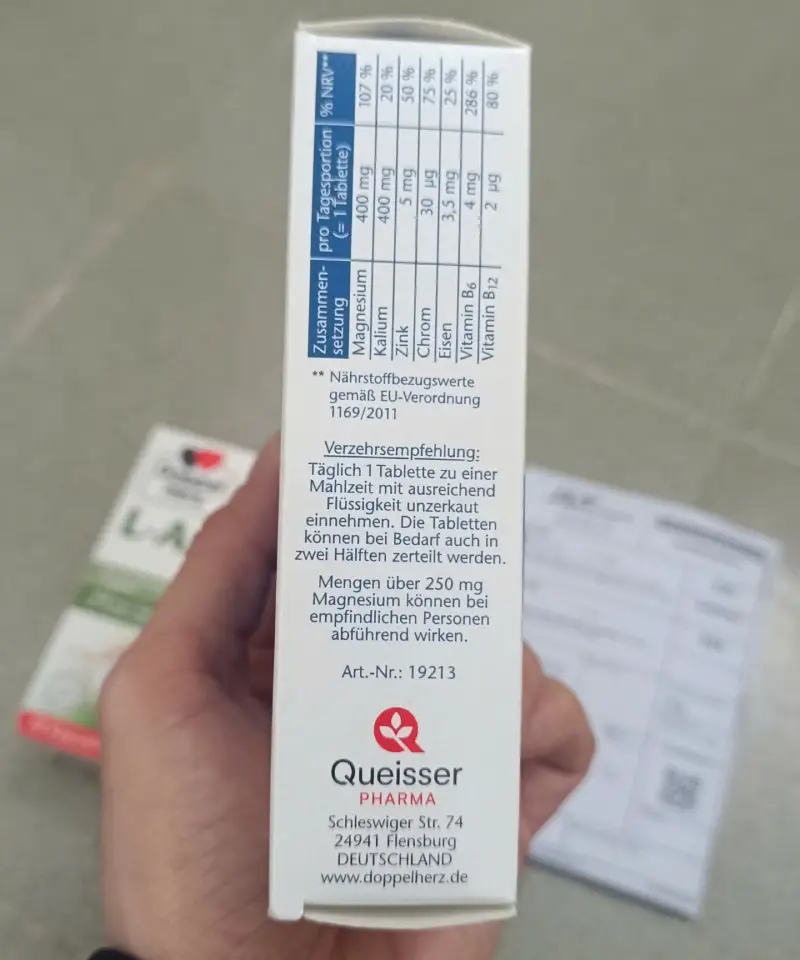 Zusammen- pro Tagesportion % NRV**
setzung (= 1 Tablette)
Magnesium 400 mg 107 %
Kalium 400 mg 20 %
Zink 5 mg 50 %
Chrom 30 µg 75 %
Eisen 3,5 mg 25 %
Vitamin B6 4 mg 286 %
Vitamin B12 2 µg 80 %
** Nährstoffbezugswerte
gemäß EU-Verordnung
1169/2011
Verzehrsempfehlung:
Täglich 1 Tablette zu einer
Mahlzeit mit ausreichend
Flüssigkeit unzerkaut
einnehmen. Die Tabletten
können bei Bedarf auch in
zwei Hälften zerteilt werden.
Mengen über 250 mg
Magnesium können bei
empfindlichen Personen
abführend wirken.
Art.-Nr.: 19213
Queisser
PHARMA
Schleswiger Str. 74
24941 Flensburg
DEUTSCHLAND
www.doppelherz.de
L-A